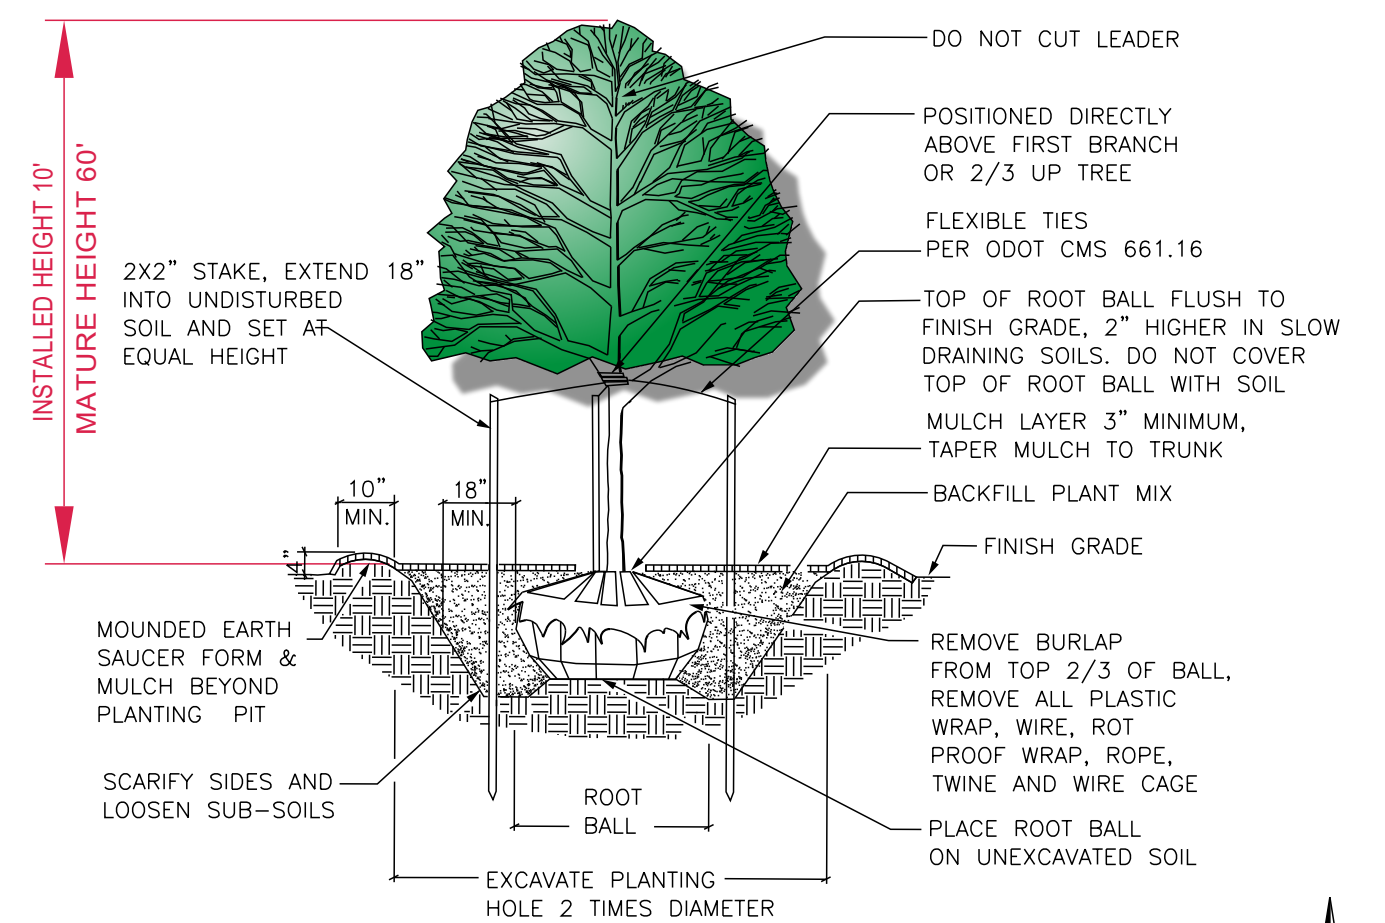 INSTALLED HEIGHT 10'
MATURE HEIGHT 60'
DO NOT CUT LEADER
POSITIONED DIRECTLY
ABOVE FIRST BRANCH
OR 2/3 UP TREE
FLEXIBLE TIES
PER ODOT CMS 661.16
2X2” STAKE, EXTEND 18”
INTO UNDISTURBED
SOIL AND SET AT
EQUAL HEIGHT
TOP OF ROOT BALL FLUSH TO
FINISH GRADE, 2” HIGHER IN SLOW
DRAINING SOILS. DO NOT COVER
TOP OF ROOT BALL WITH SOIL
MULCH LAYER 3” MINIMUM,
TAPER MULCH TO TRUNK
BACKFILL PLANT MIX
FINISH GRADE
10”
MIN.
18”
MIN.
4”
MOUNDED EARTH
SAUCER FORM &
MULCH BEYOND
PLANTING PIT
SCARIFY SIDES AND
LOOSEN SUB-SOILS
REMOVE BURLAP
FROM TOP 2/3 OF BALL,
REMOVE ALL PLASTIC
WRAP, WIRE, ROT
PROOF WRAP, ROPE,
TWINE AND WIRE CAGE
ROOT
BALL
PLACE ROOT BALL
ON UNEXCAVATED SOIL
EXCAVATE PLANTING
HOLE 2 TIMES DIAMETER